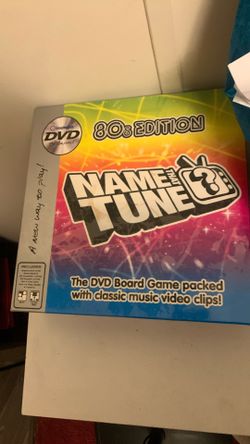 DVD
80s EDITION
NAME THAT
TUNE
?
A new way to play!
The DVD Board Game packed
with classic music video clips!